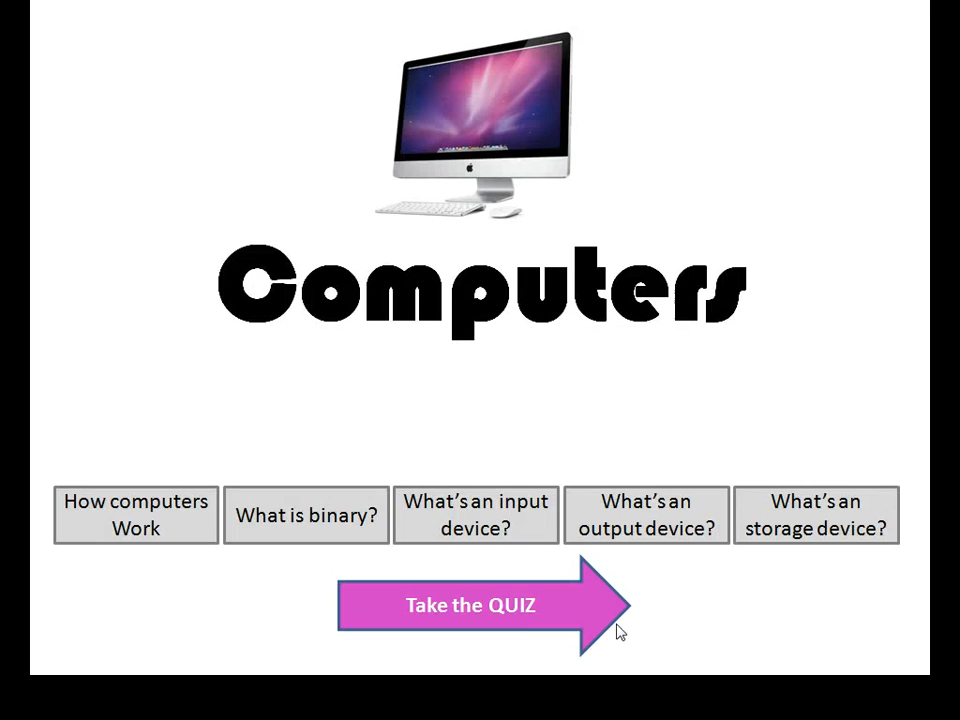 Computers
How computers
Work
What is binary?
What's an input
device?
What's an
output device?
What's an
storage device?
Take the QUIZ